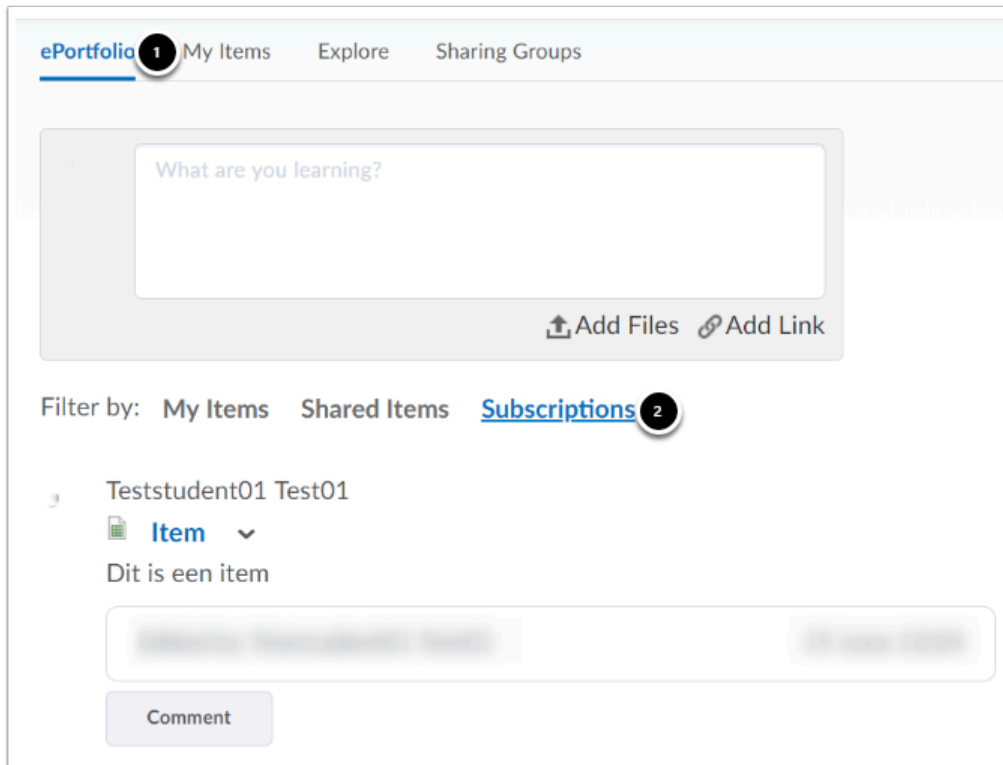 ePortfolio 1 My Items Explore Sharing Groups
What are you learning?
Add Files Add Link
Filter by: My Items Shared Items Subscriptions 2
Teststudent01 Test01
Item
Dit is een item
Comment